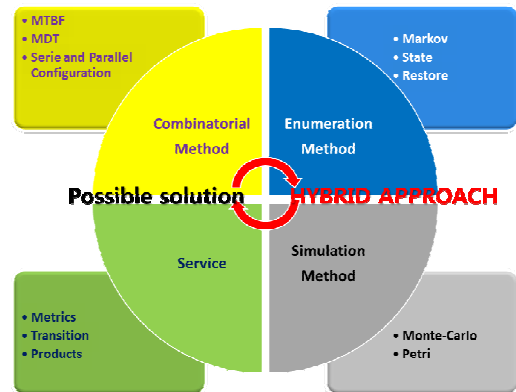 • MTBF
• MDT
• Serie and Parallel
Configuration
• Markov
• State
• Restore
Combinatorial
Method
Enumeration
Method
Possible solution
HYBRID APPROACH
Service
Simulation
Method
• Metrics
• Transition
• Products
• Monte-Carlo
• Petri